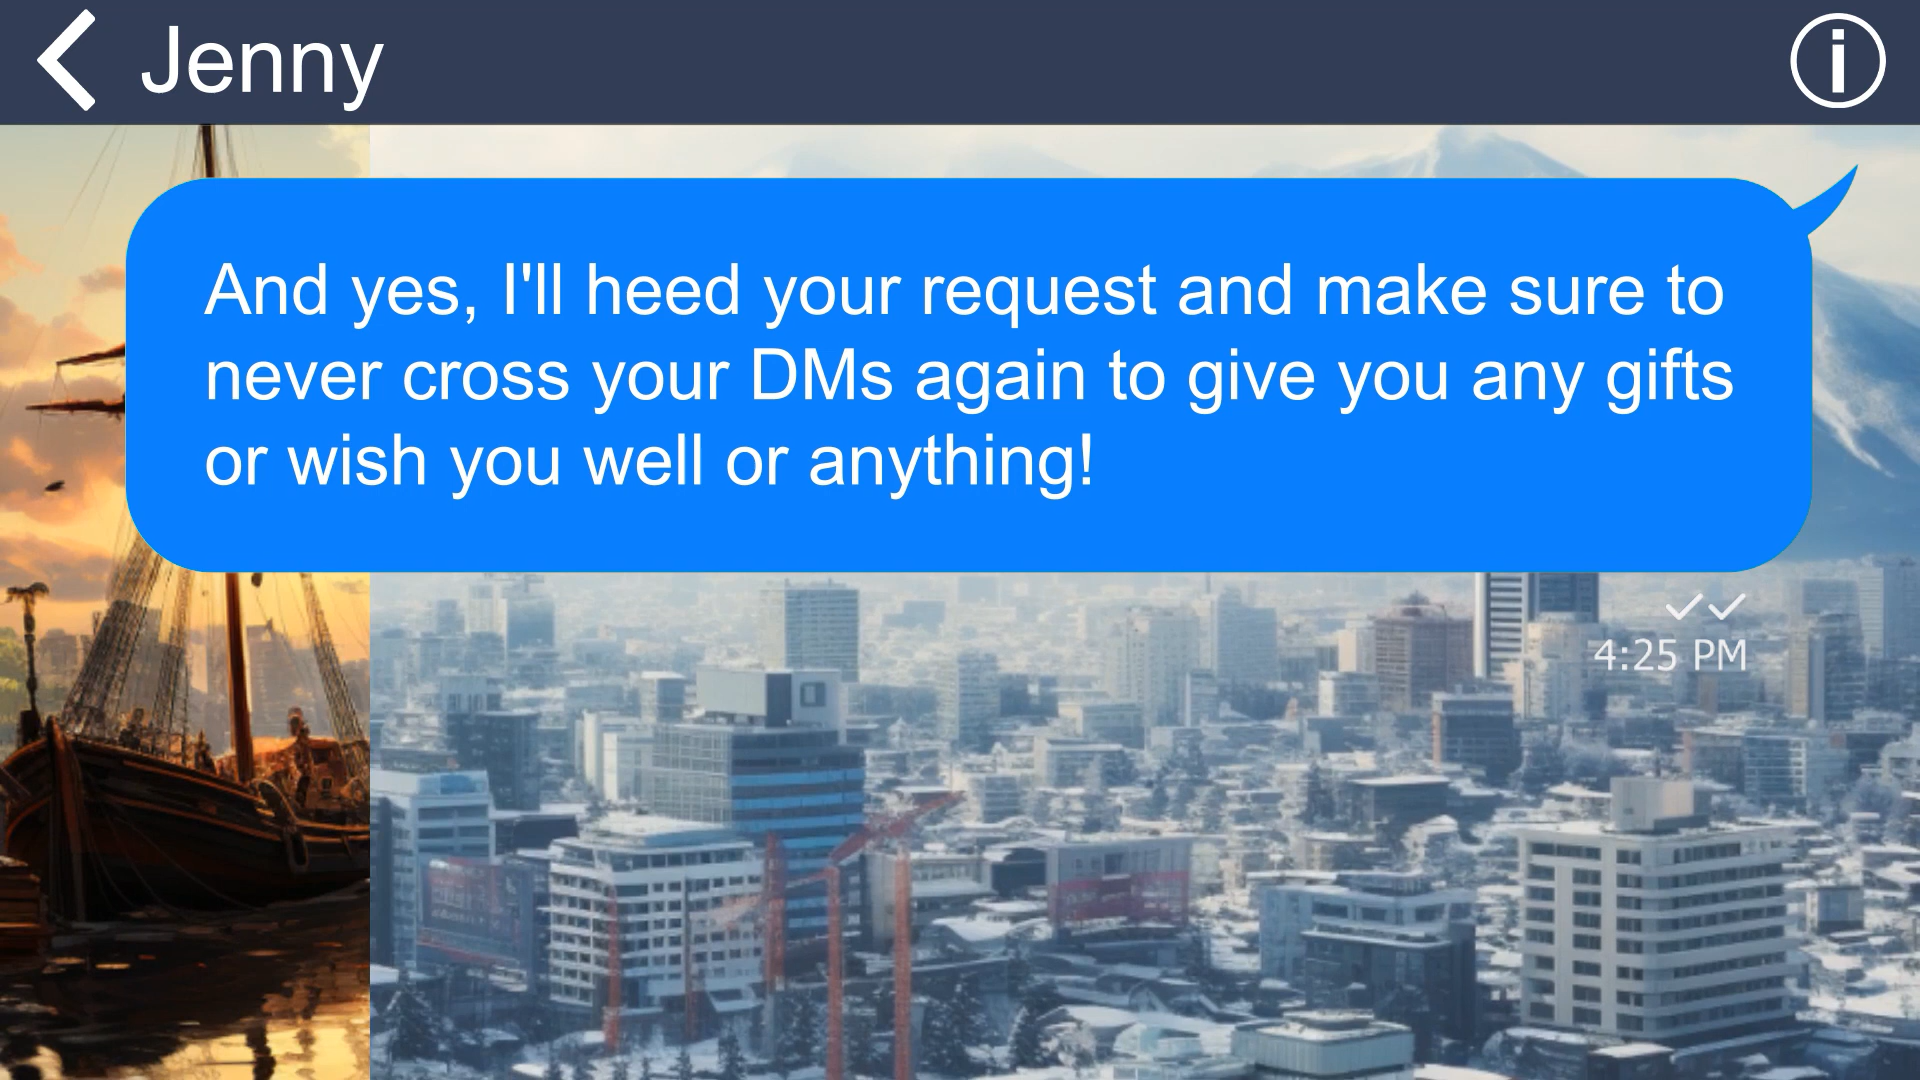 Jenny
And yes, I'll heed your request and make sure to
never cross your DMs again to give you any gifts
or wish you well or anything!
4:25 PM